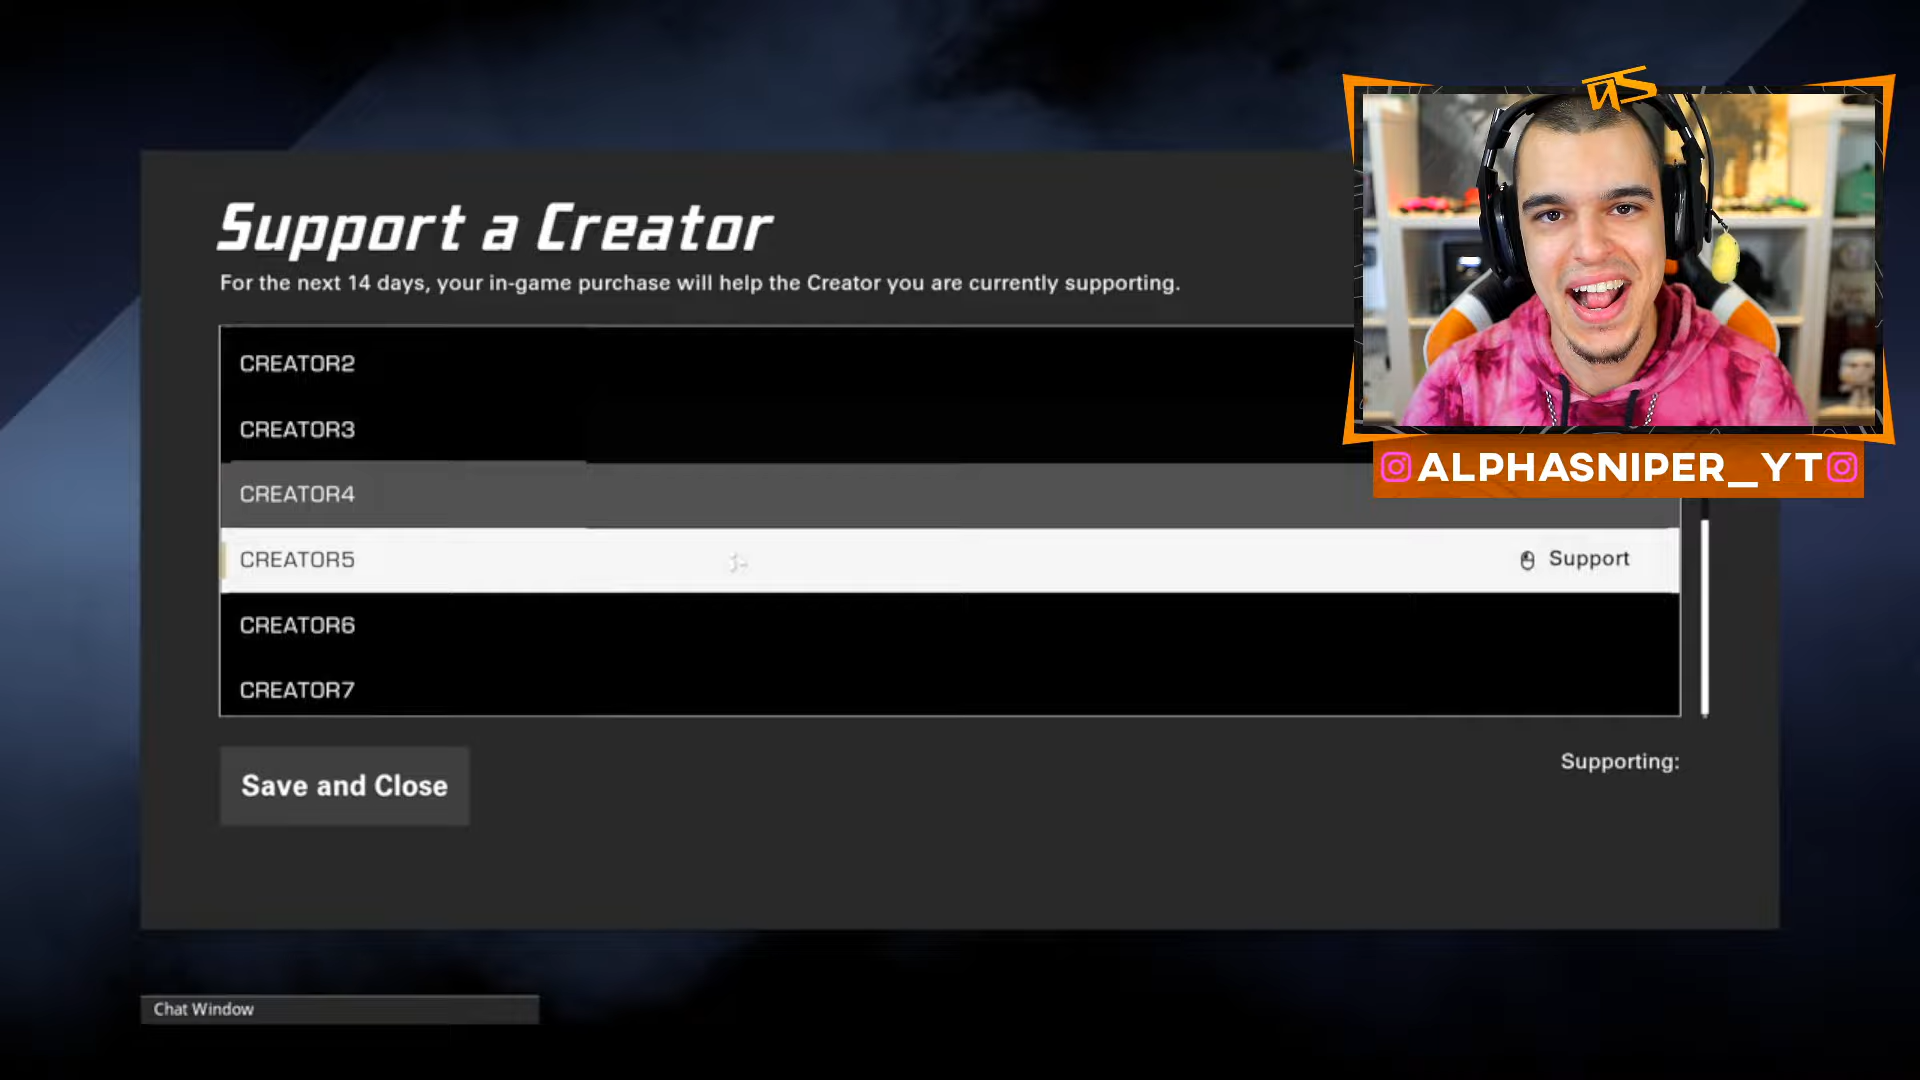 Support a Creator
For the next 14 days, your in-game purchase will help the Creator you are currently supporting.
CREATOR2
CREATOR3
CREATOR4
CREATOR5
Support
CREATOR6
CREATOR7
Save and Close
Supporting:
Chat Window
ALPHASNIPER_YT